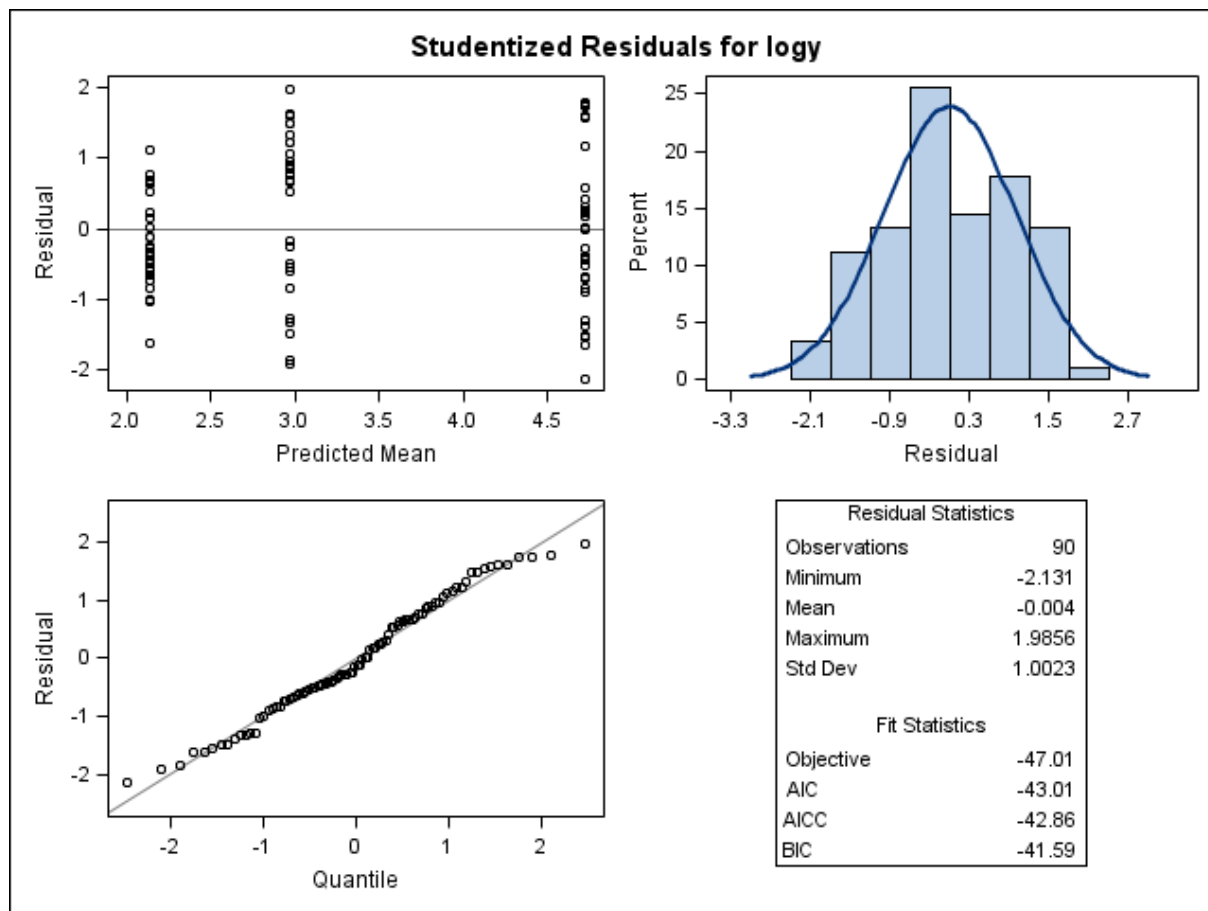 Studentized Residuals for logy
2
1
0
-1
-2
Residual
2.0 2.5 3.0 3.5 4.0 4.5
Predicted Mean
25
20
15
10
5
0
Percent
-3.3 -2.1 -0.9 0.3 1.5 2.7
Residual
2
1
0
-1
-2
Residual
-2 -1 0 1 2
Quantile
Residual Statistics
Observations 90
Minimum -2.131
Mean -0.004
Maximum 1.9856
Std Dev 1.0023
Fit Statistics
Objective -47.01
AIC -43.01
AICC -42.86
BIC -41.59